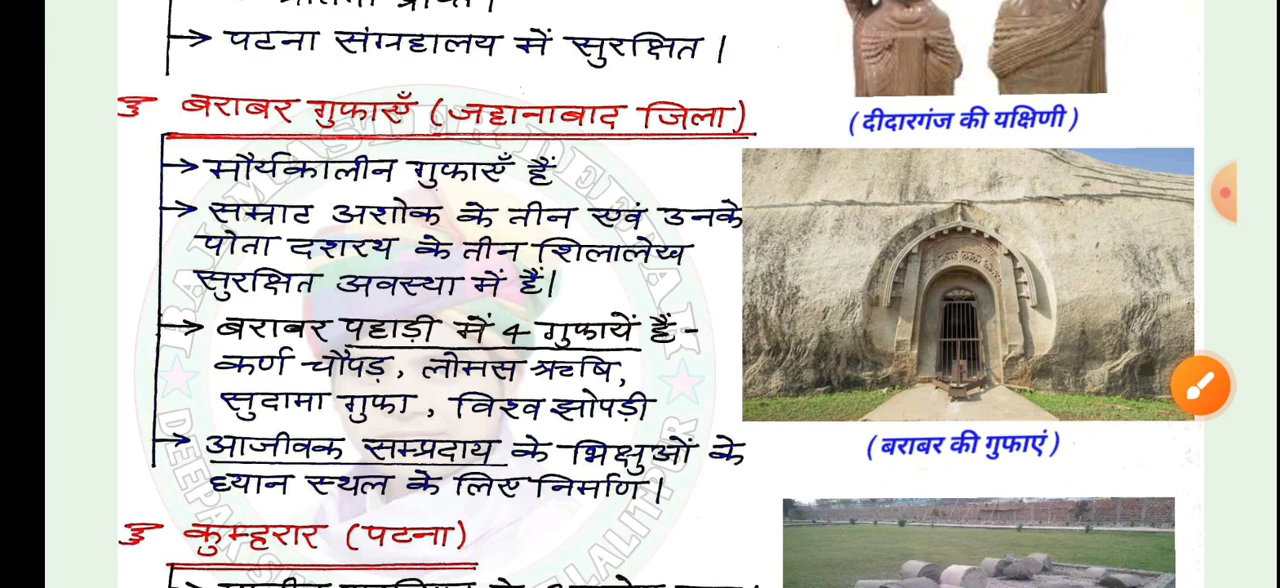 → पटना संग्रहालय में सुरक्षित।
(दीदारगंज की यक्षिणी)
बराबर गुफाएँ (जहानाबाद जिला)
→ मौर्यकालीन गुफाएँ हैं
→ सम्राट अशोक के तीन एवं उनके
पोता दशरथ के तीन शिलालेख
सुरक्षित अवस्था में हैं।
→ बराबर पहाड़ी में 4 गुफायें हैं -
कर्ण चौपड़, लोमस ऋषि,
सुदामा गुफा, विश्व झोपड़ी
(बराबर की गुफाएं)
→ आजीवक सम्प्रदाय के भिक्षुओं के
ध्यान स्थल के लिए निर्माण।
कुम्हरार (पटना)